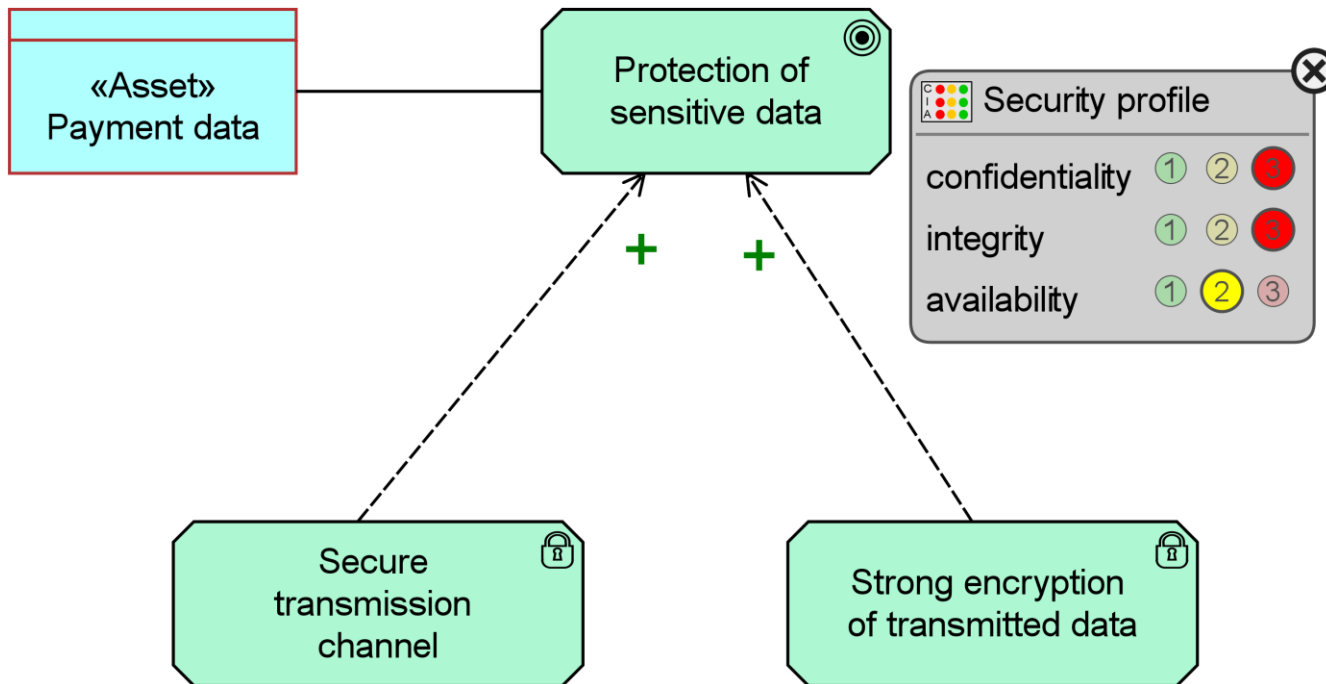 «Asset»
Payment data
Protection of
sensitive data
C
I
A
Security profile
confidentiality 1 2 3
integrity 1 2 3
availability 1 2 3
+ +
Secure
transmission
channel
Strong encryption
of transmitted data